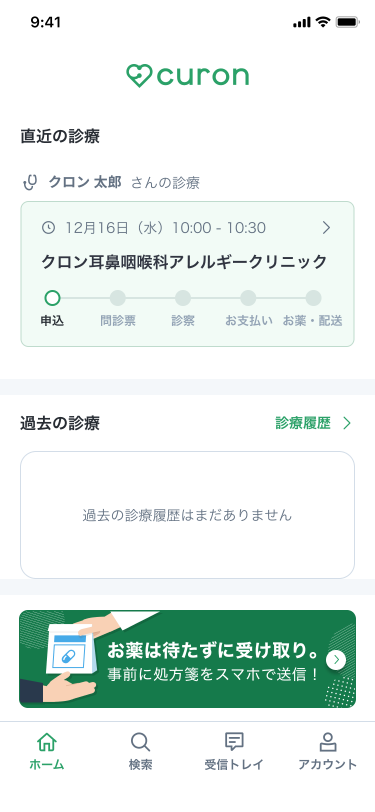 9:41
curon
直近の診療
クロン 太郎 さんの診療
12月16日（水）10:00 - 10:30
クロン耳鼻咽喉科アレルギークリニック
申込 問診票 診察 お支払い お薬・配送
過去の診療 診療履歴
過去の診療履歴はまだありません
お薬は待たずに受け取り。
事前に処方箋をスマホで送信！
ホーム 検索 受信トレイ アカウント